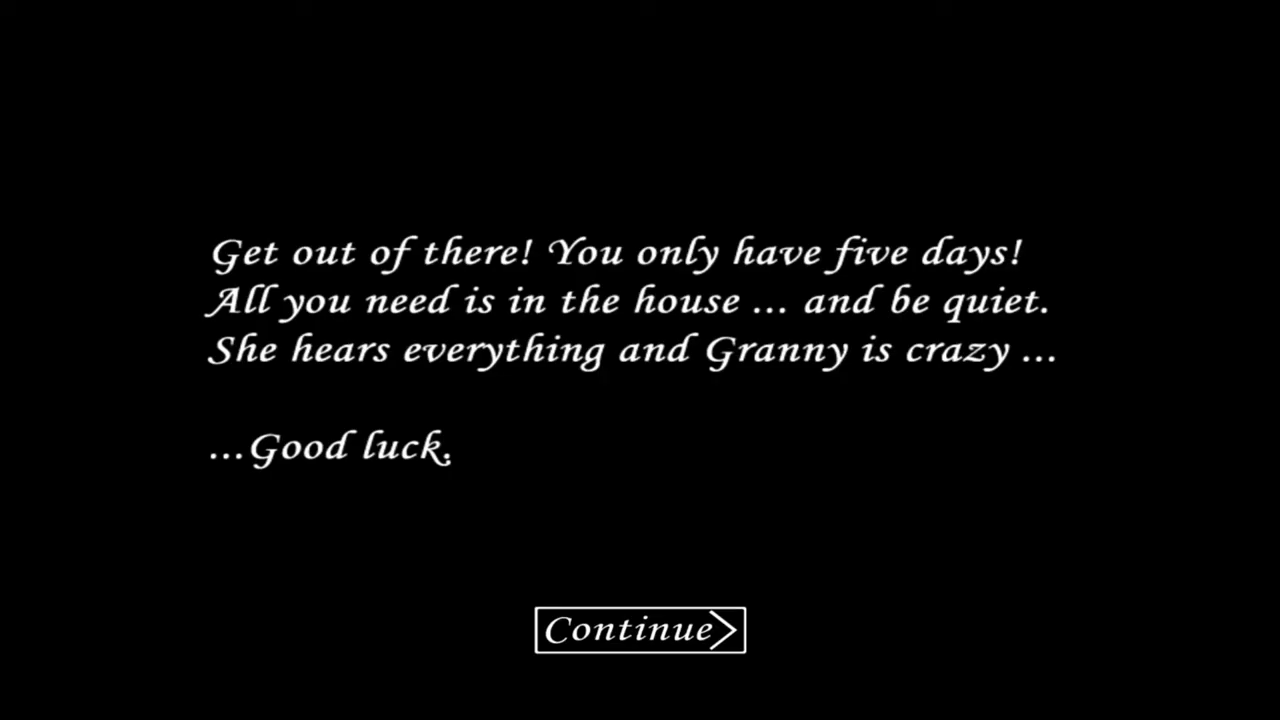 Get out of there! You only have five days!
All you need is in the house ... and be quiet.
She hears everything and Granny is crazy ...
...Good luck.
Continue